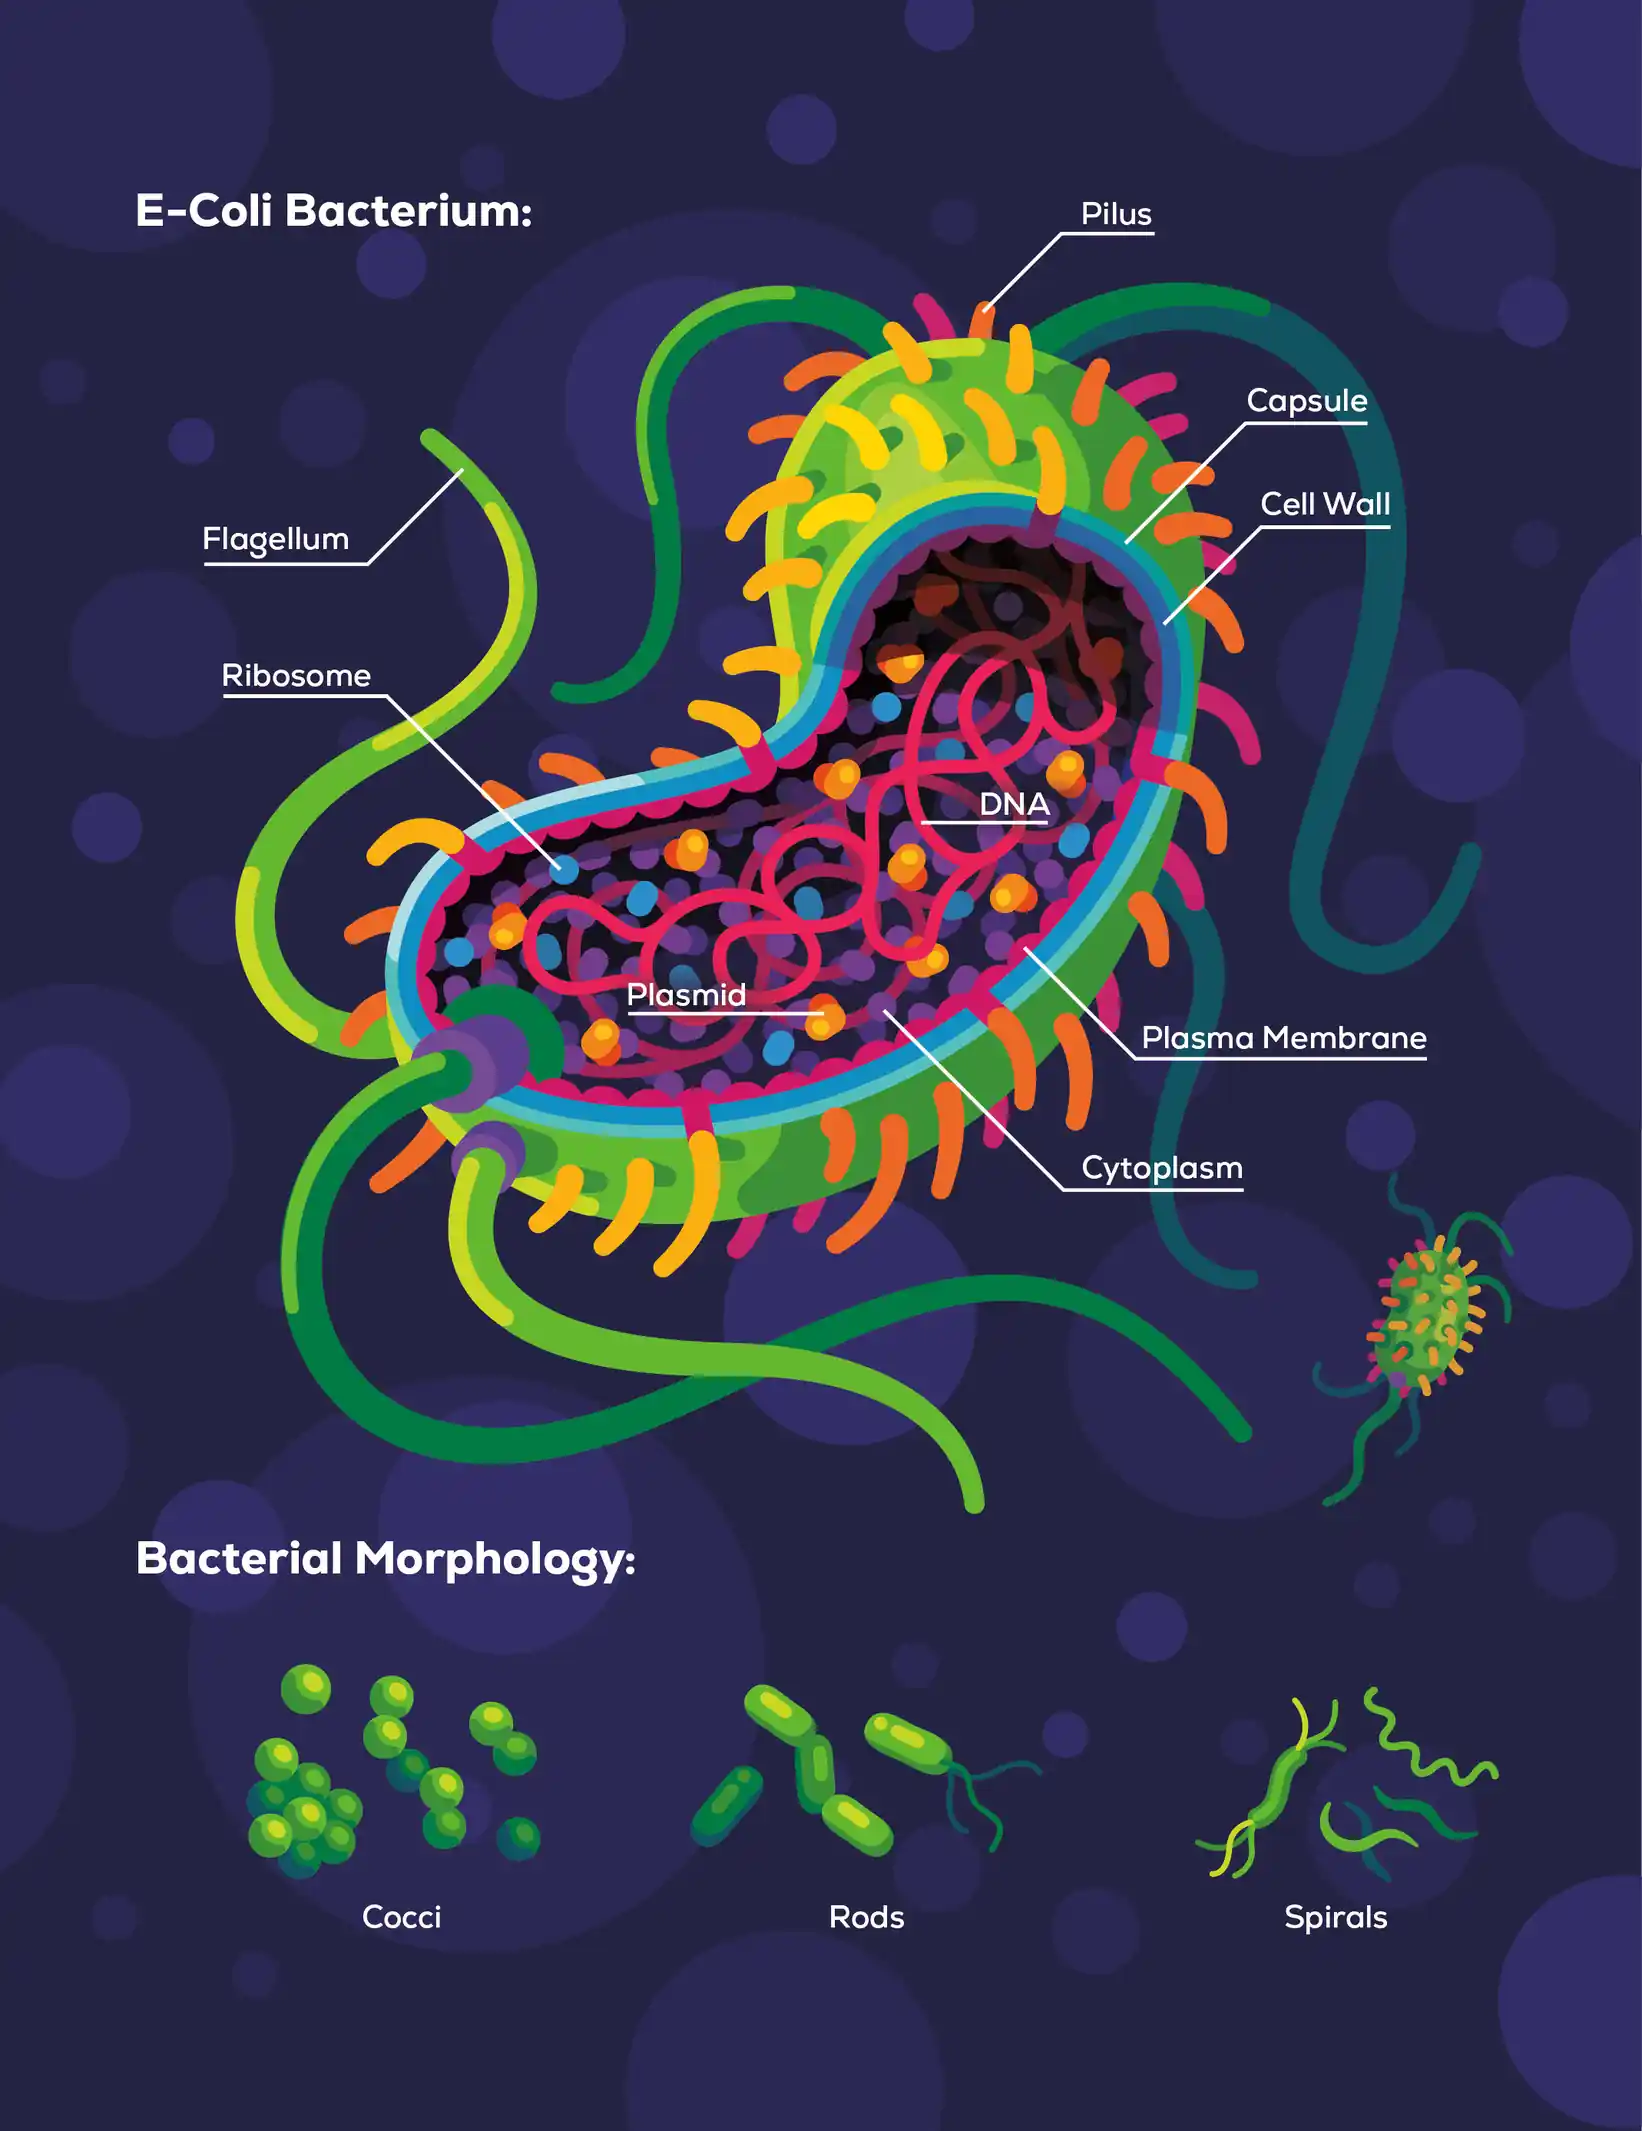 E-Coli Bacterium:
Pilus
Capsule
Cell Wall
Flagellum
Ribosome
DNA
Plasmid
Plasma Membrane
Cytoplasm
Bacterial Morphology:
Cocci
Rods
Spirals